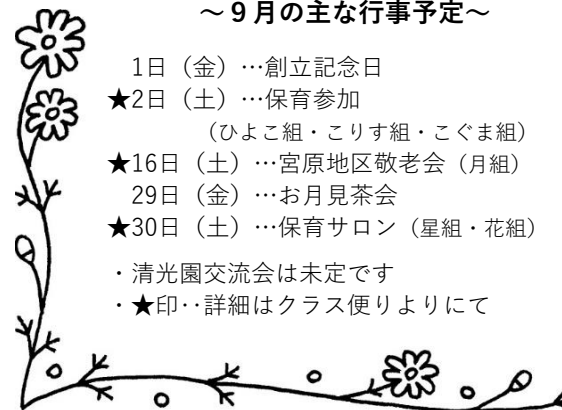 ～９月の主な行事予定～
1日（金）…創立記念日
★2日（土）…保育参加
（ひよこ組・こりす組・こぐま組）
★16日（土）…宮原地区敬老会（月組）
29日（金）…お月見茶会
★30日（土）…保育サロン（星組・花組）
・清光園交流会は未定です
・★印‥詳細はクラス便りよりにて